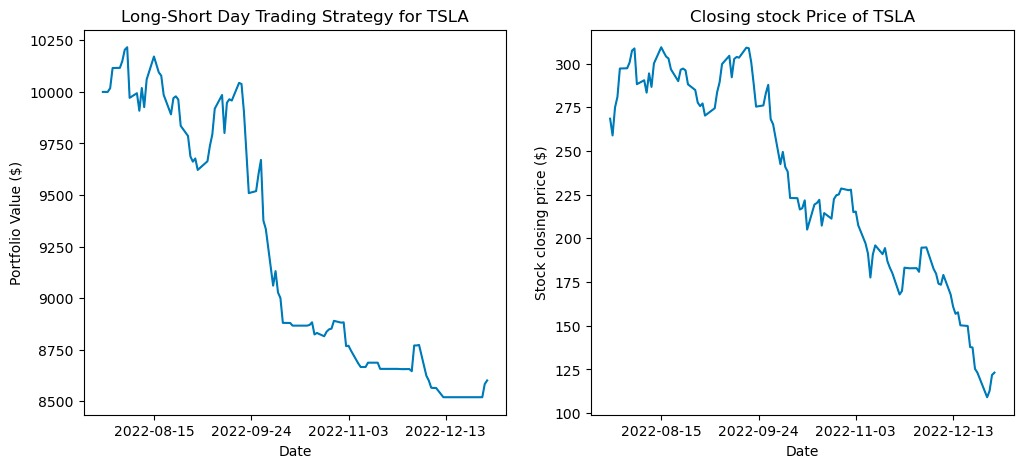 Long-Short Day Trading Strategy for TSLA
10250
10000
9750
9500
9250
9000
8750
8500
Portfolio Value ($)
2022-08-15 2022-09-24 2022-11-03 2022-12-13
Date
Closing stock Price of TSLA
300
275
250
225
200
175
150
125
100
Stock closing price ($)
2022-08-15 2022-09-24 2022-11-03 2022-12-13
Date